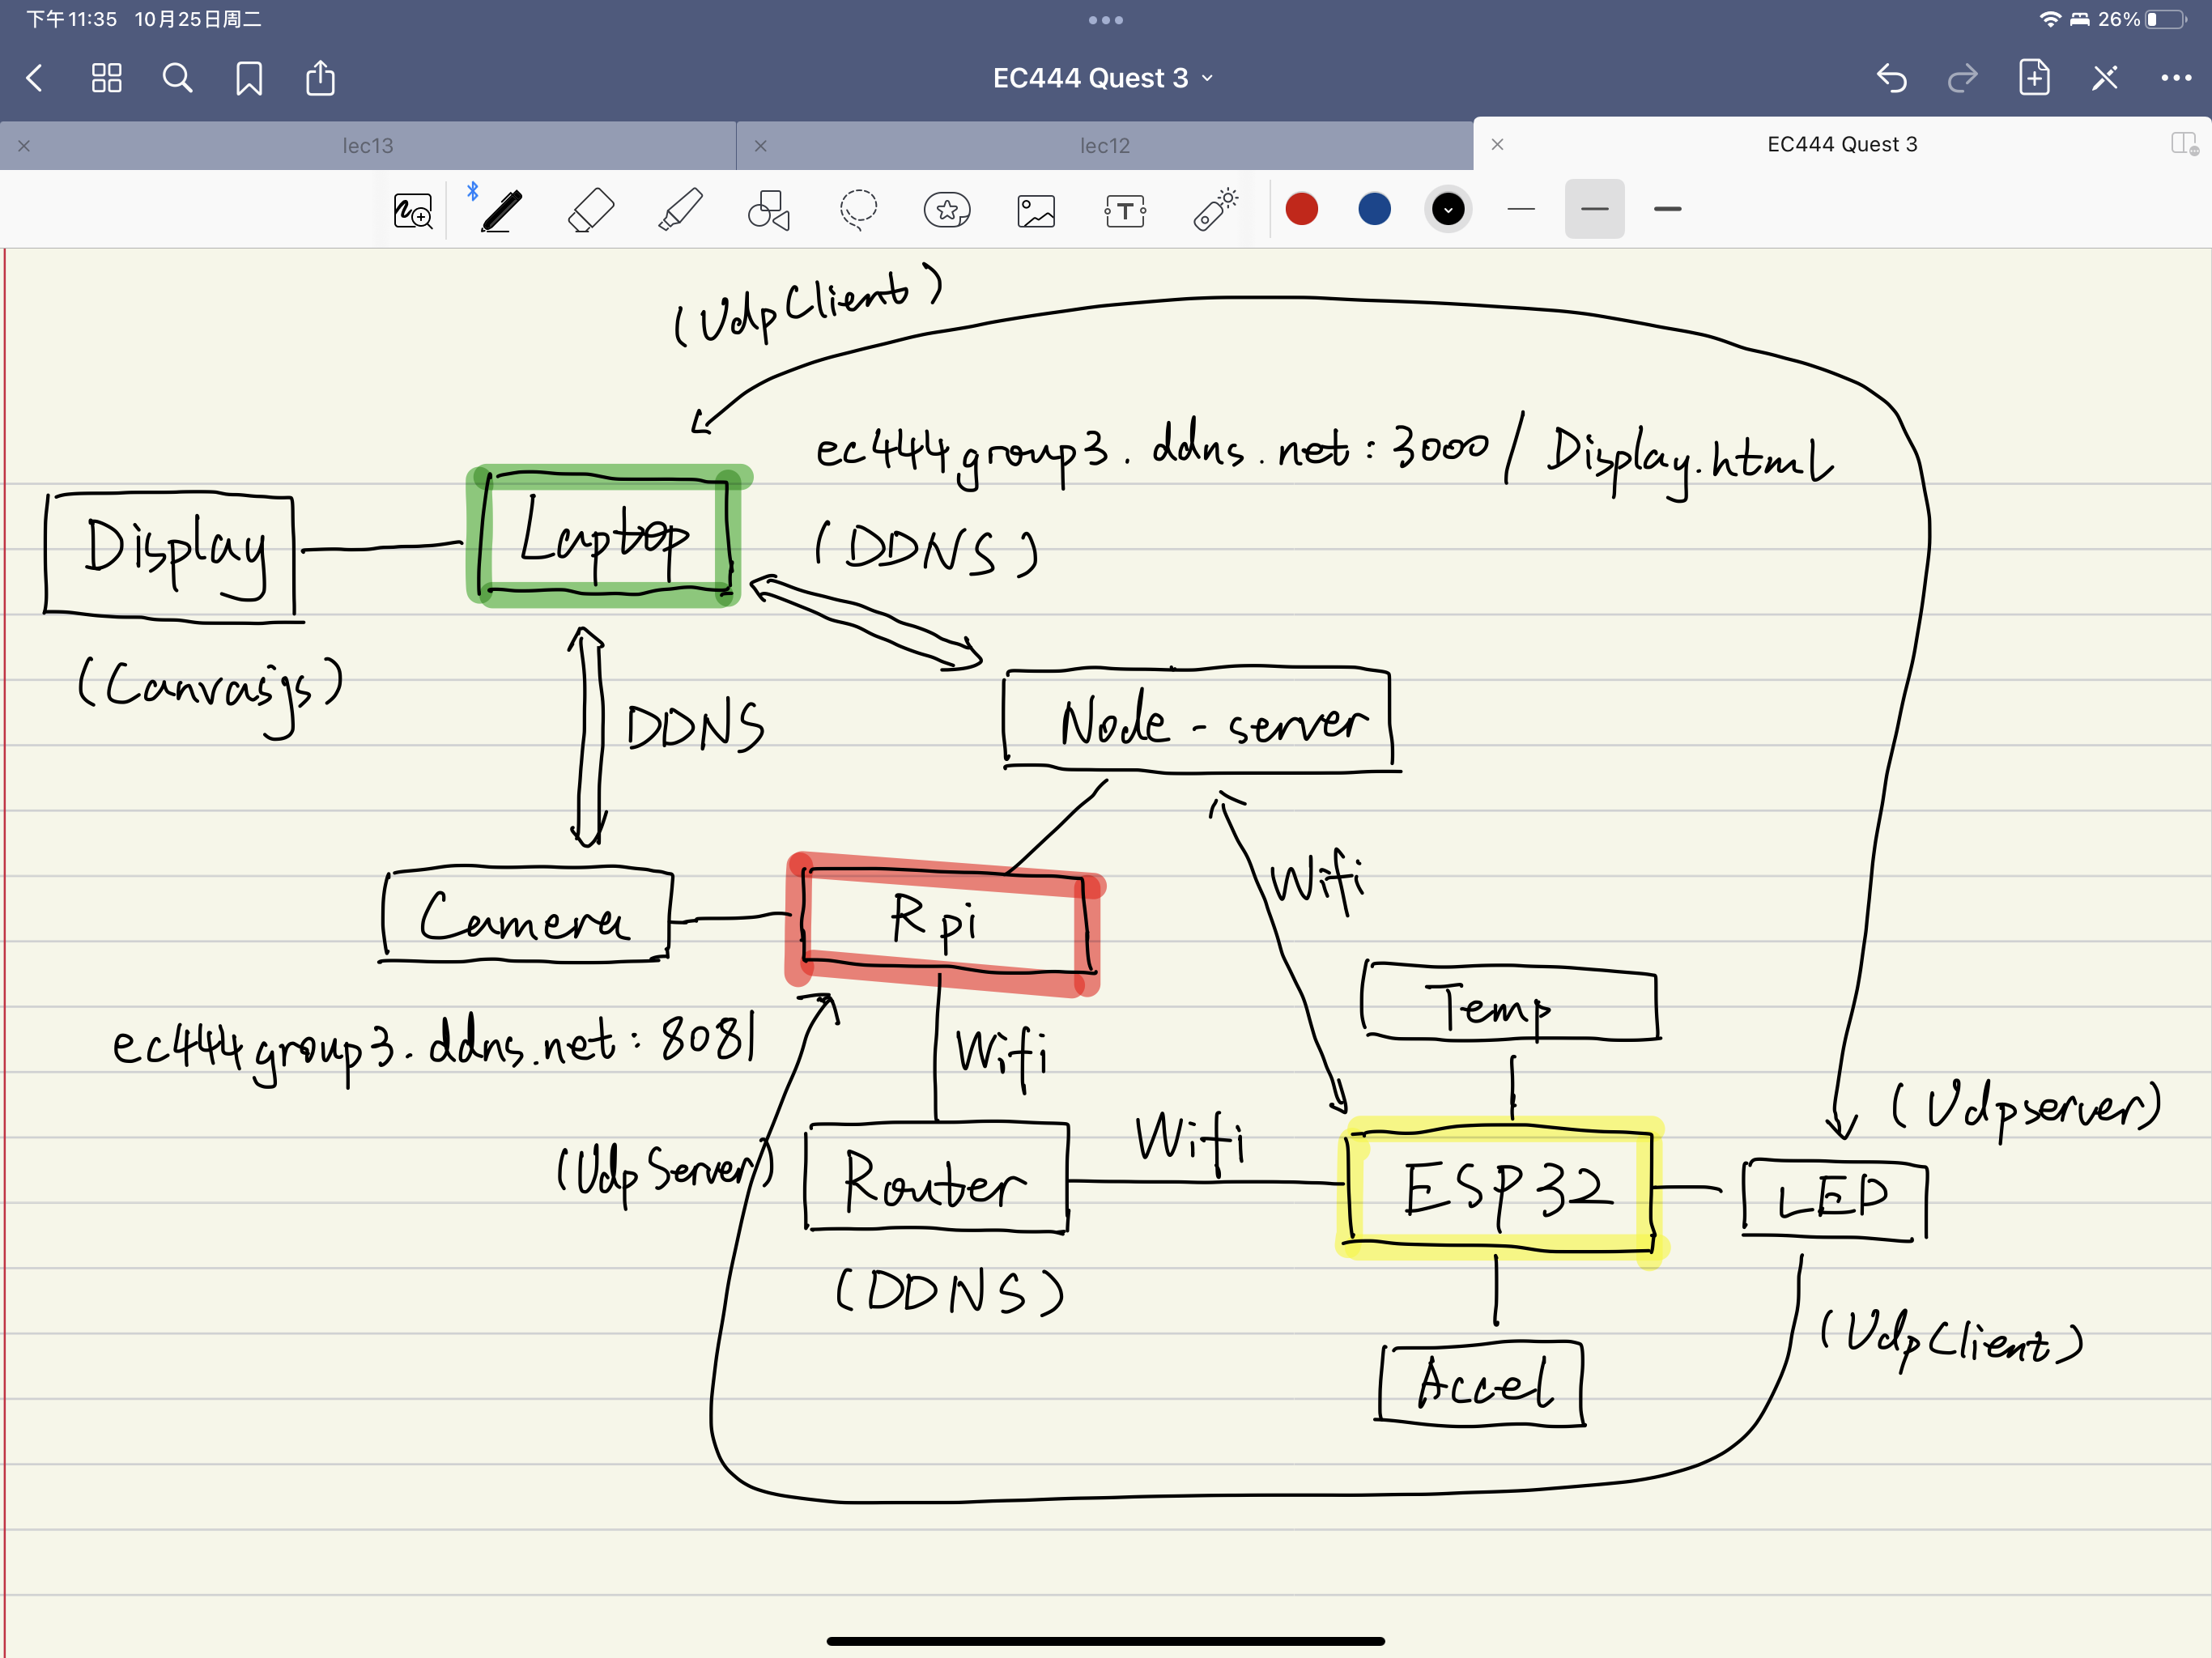 下午11:35 10月25日周二
26%
EC444 Quest 3
lec13
lec12
EC444 Quest 3
(UdpClient)
ec444group3.ddns.net:3000/Display.html
Display
Laptop
(DDNS)
(Canvasjs)
DDNS
Node-server
Wifi
Camera
Rpi
Temp
ec444group3.ddns.net:8081
Wifi
(Udpserver)
Wifi
(UdpServer)
Router
ESP32
LED
(DDNS)
(UdpClient)
Accel